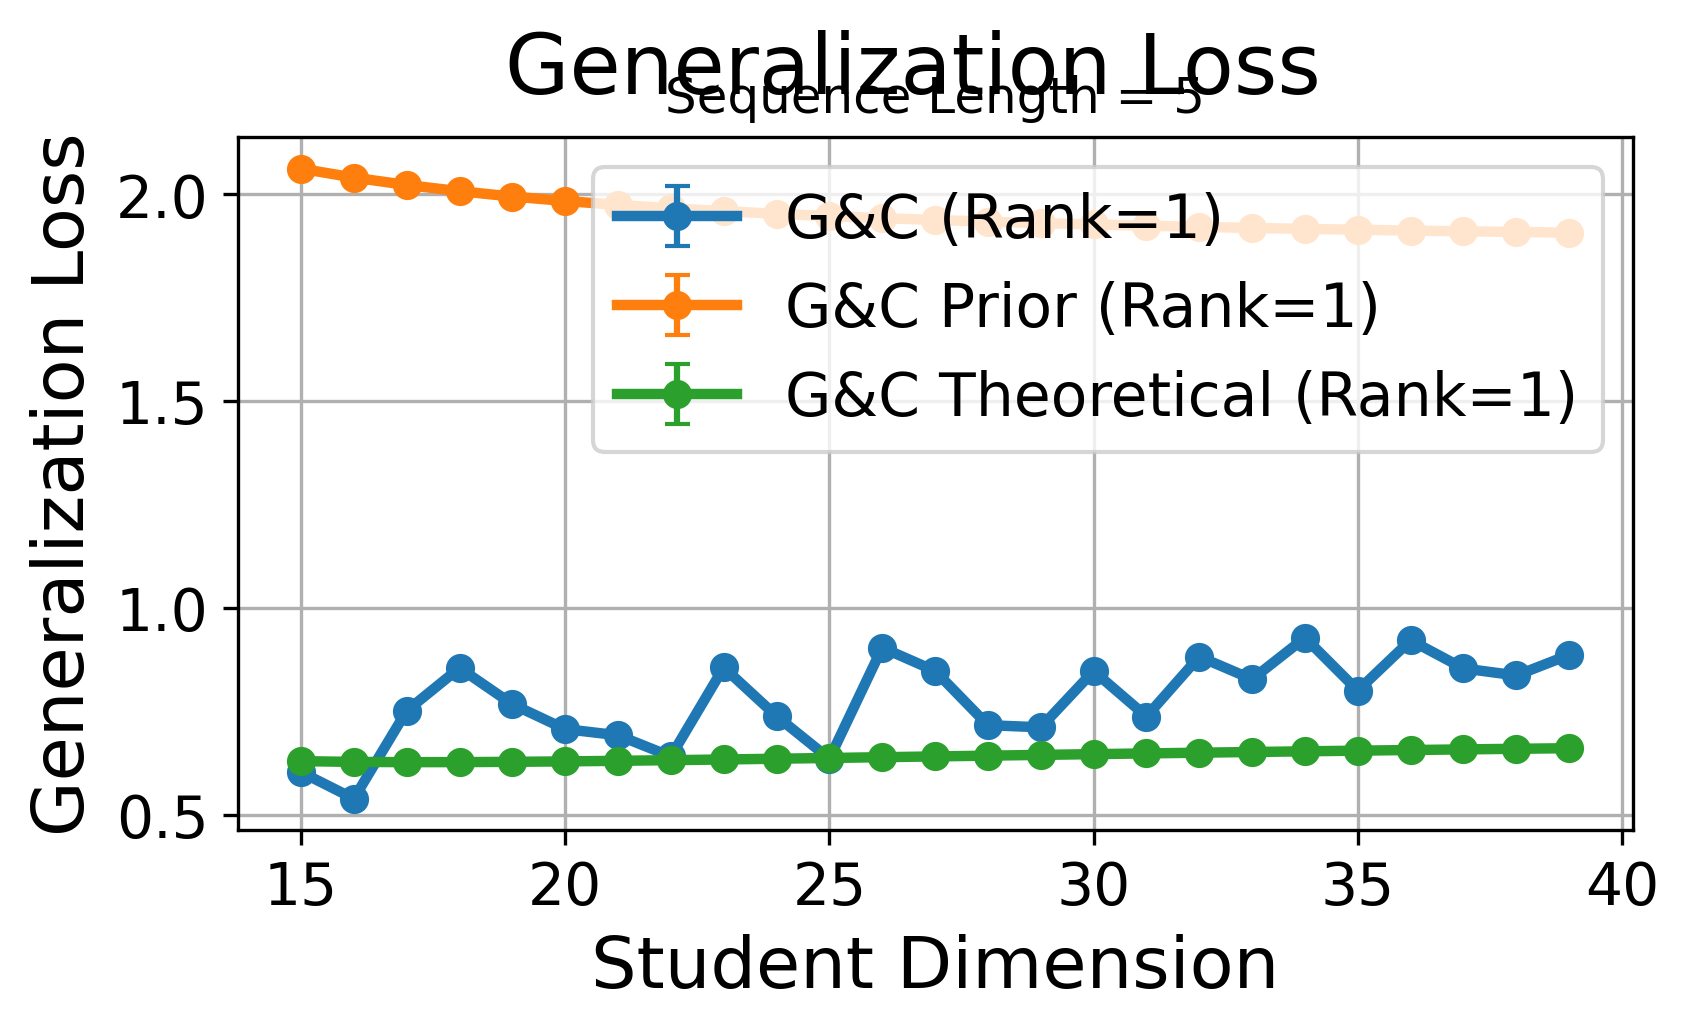 Generalization Loss
Sequence Length = 5
Generalization Loss
2.0
1.5
1.0
0.5
G&C (Rank=1)
G&C Prior (Rank=1)
G&C Theoretical (Rank=1)
15 20 25 30 35 40
Student Dimension